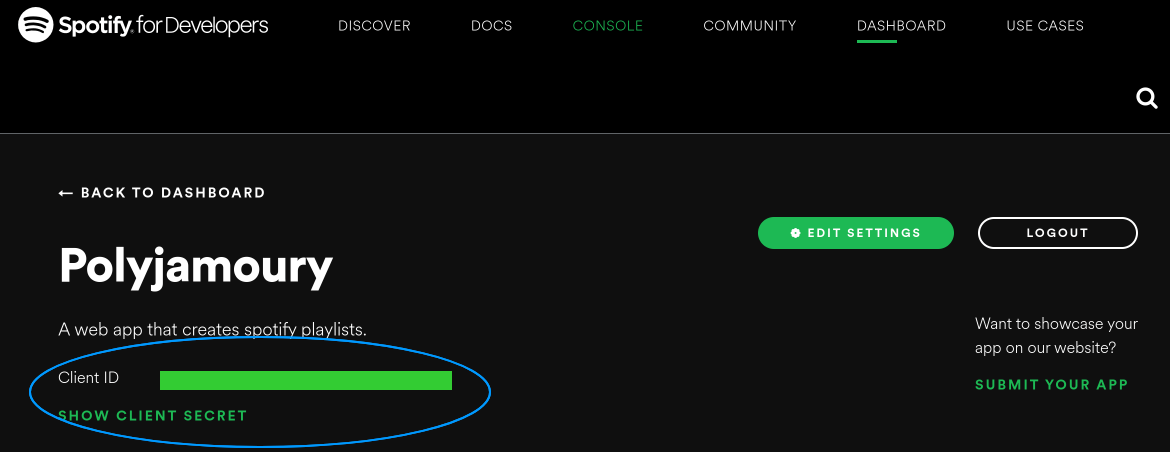 Spotify for Developers
DISCOVER
DOCS
CONSOLE
COMMUNITY
DASHBOARD
USE CASES
← BACK TO DASHBOARD
EDIT SETTINGS
LOGOUT
Polyjamoury
A web app that creates spotify playlists.
Want to showcase your
app on our website?
Client ID
SUBMIT YOUR APP
SHOW CLIENT SECRET